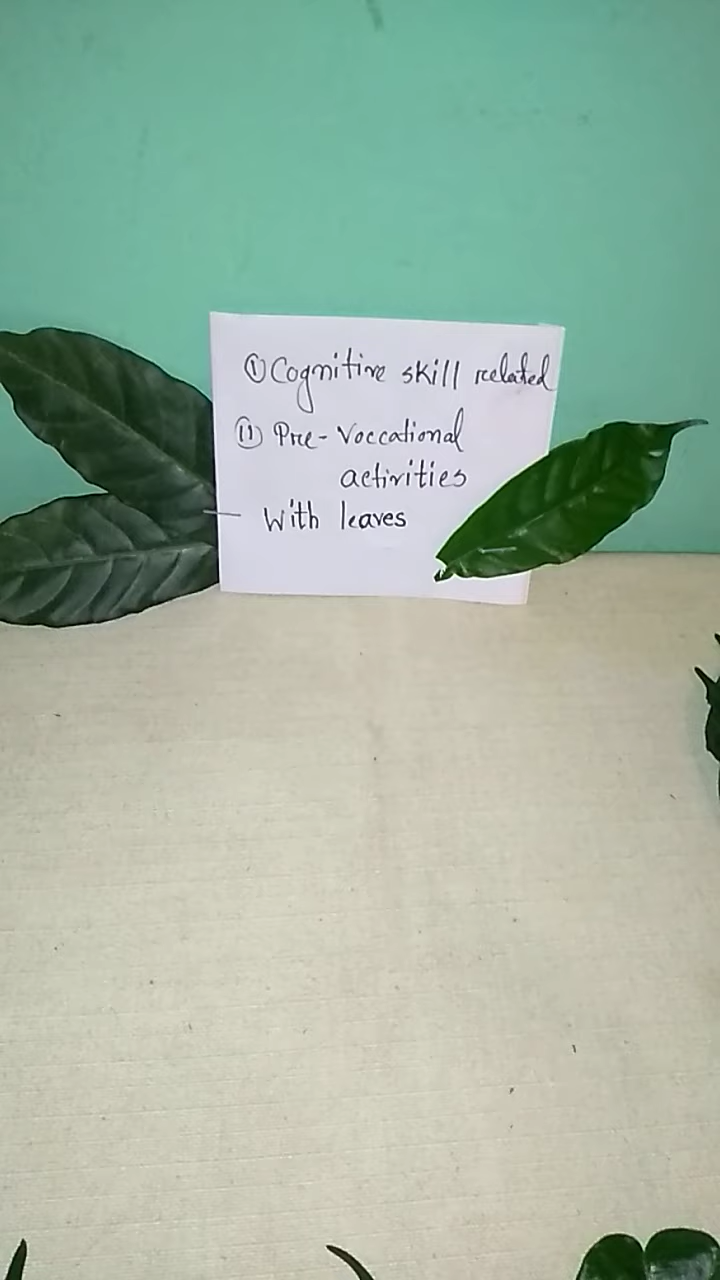 ① Cognitive skill related
⑪ Pre-Voccational
activities
With leaves